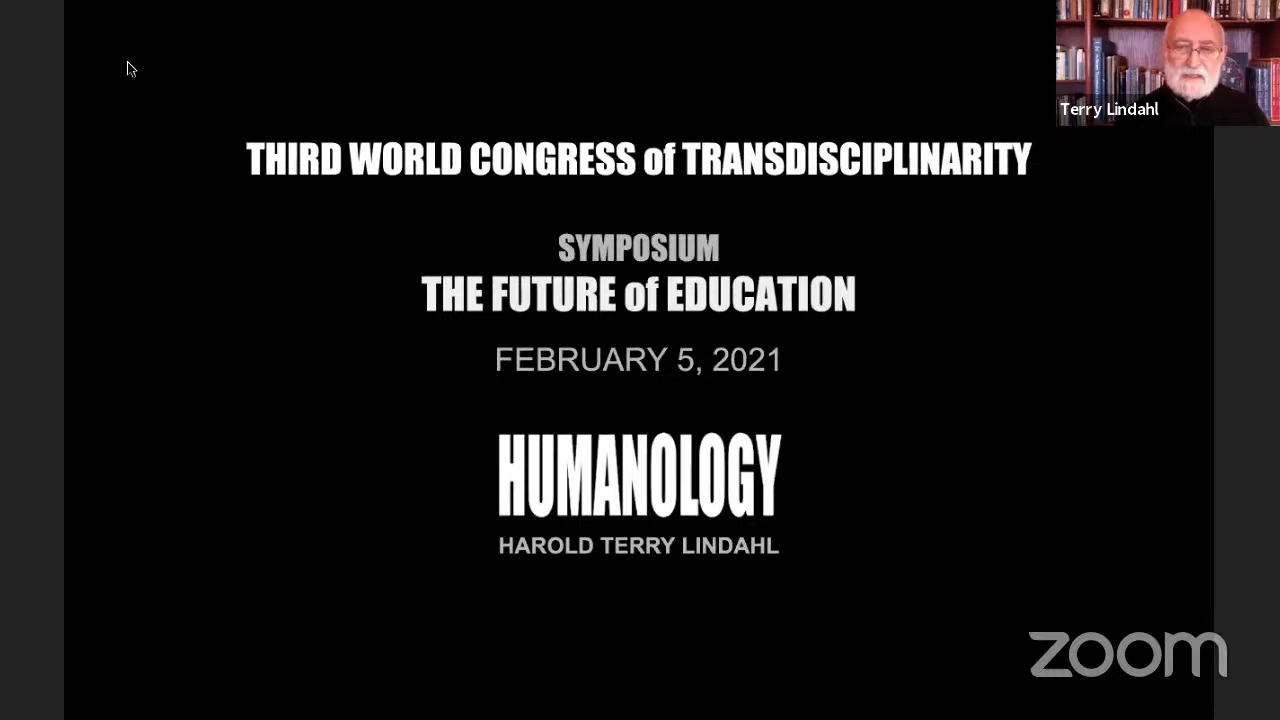 Terry Lindahl
THIRD WORLD CONGRESS of TRANSDISCIPLINARITY
SYMPOSIUM
THE FUTURE of EDUCATION
FEBRUARY 5, 2021
HUMANOLOGY
HAROLD TERRY LINDAHL
zoom